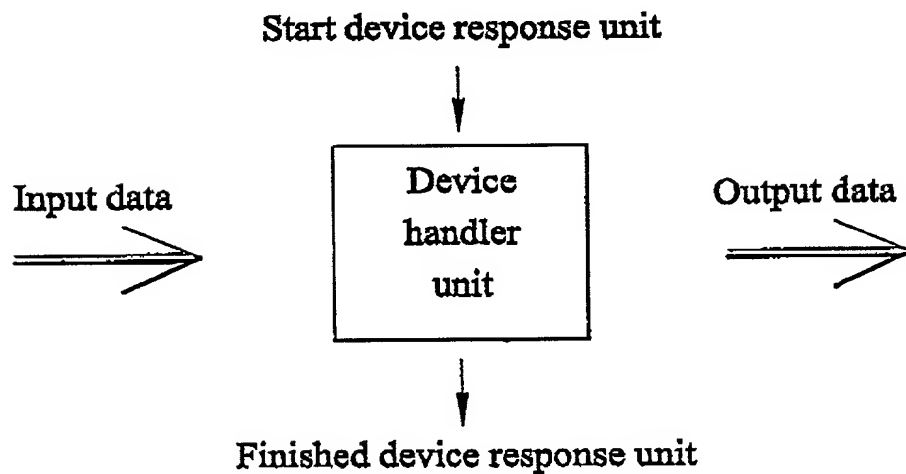 Start device response unit
Input data
Device
handler
unit
Output data
Finished device response unit